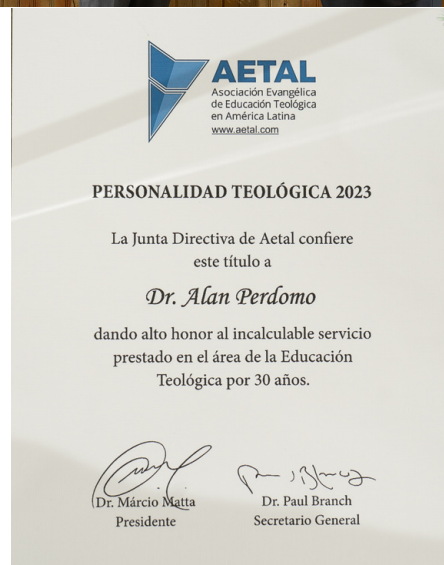 AETAL
Asociación Evangélica
de Educación Teológica
en América Latina
www.aetal.com
PERSONALIDAD TEOLÓGICA 2023
La Junta Directiva de Aetal confiere
este título a
Dr. Alan Perdomo
dando alto honor al incalculable servicio
prestado en el área de la Educación
Teológica por 30 años.
Dr. Márcio Matta
Presidente
Dr. Paul Branch
Secretario General